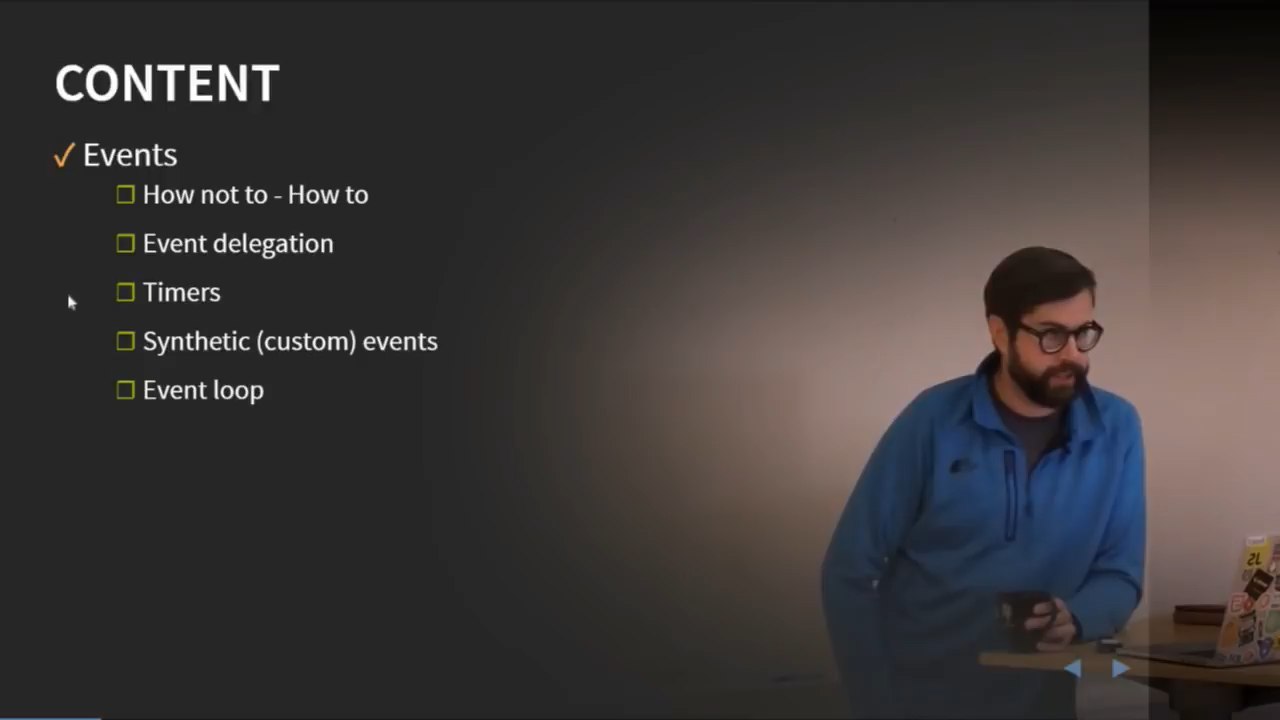 CONTENT
✓ Events
❐ How not to - How to
❐ Event delegation
❐ Timers
❐ Synthetic (custom) events
❐ Event loop